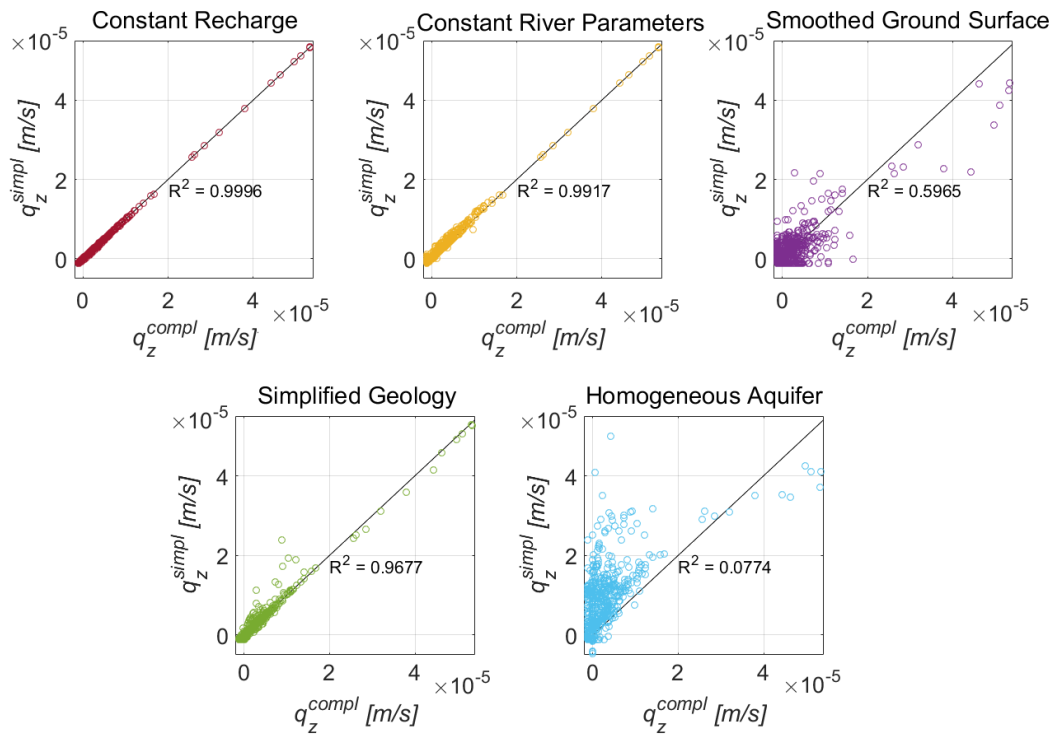 Constant Recharge
×10⁻⁵
4
2
0
q_z^simpl [m/s]
R² = 0.9996
0
2
4
×10⁻⁵
q_z^compl [m/s]
Constant River Parameters
×10⁻⁵
4
2
0
q_z^simpl [m/s]
R² = 0.9917
0
2
4
×10⁻⁵
q_z^compl [m/s]
Smoothed Ground Surface
×10⁻⁵
4
2
0
q_z^simpl [m/s]
R² = 0.5965
0
2
4
×10⁻⁵
q_z^compl [m/s]
Simplified Geology
×10⁻⁵
4
2
0
q_z^simpl [m/s]
R² = 0.9677
0
2
4
×10⁻⁵
q_z^compl [m/s]
Homogeneous Aquifer
×10⁻⁵
4
2
0
q_z^simpl [m/s]
R² = 0.0774
0
2
4
×10⁻⁵
q_z^compl [m/s]